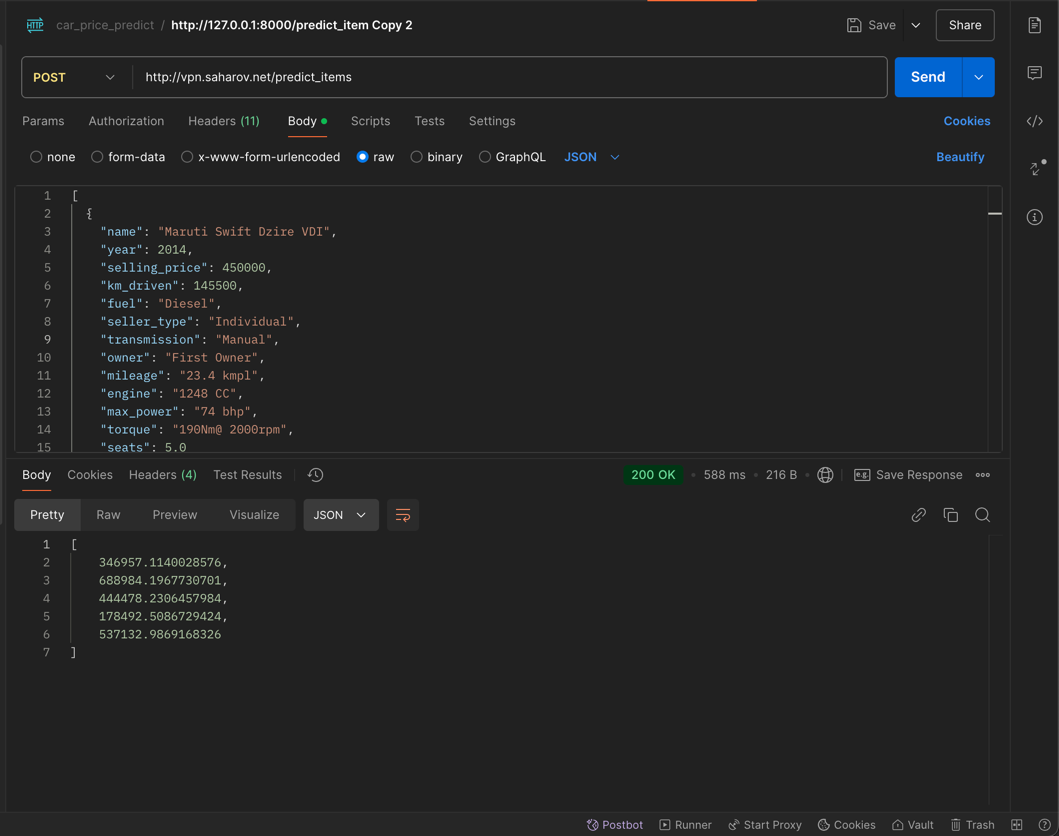 HTTP car_price_predict / http://127.0.0.1:8000/predict_item Copy 2 Save Share
POST http://vpn.saharov.net/predict_items Send
Params Authorization Headers (11) Body Scripts Tests Settings Cookies
none form-data x-www-form-urlencoded raw binary GraphQL JSON Beautify
1 [
2 {
3 "name": "Maruti Swift Dzire VDI",
4 "year": 2014,
5 "selling_price": 450000,
6 "km_driven": 145500,
7 "fuel": "Diesel",
8 "seller_type": "Individual",
9 "transmission": "Manual",
10 "owner": "First Owner",
11 "mileage": "23.4 kmpl",
12 "engine": "1248 CC",
13 "max_power": "74 bhp",
14 "torque": "190Nm@ 2000rpm",
15 "seats": 5.0
Body Cookies Headers (4) Test Results 200 OK • 588 ms • 216 B • e.g. Save Response
Pretty Raw Preview Visualize JSON
1 [
2 346957.1140028576,
3 688984.1967730701,
4 444478.2306457984,
5 178492.5086729424,
6 537132.9869168326
7 ]
Postbot Runner Start Proxy Cookies Vault Trash